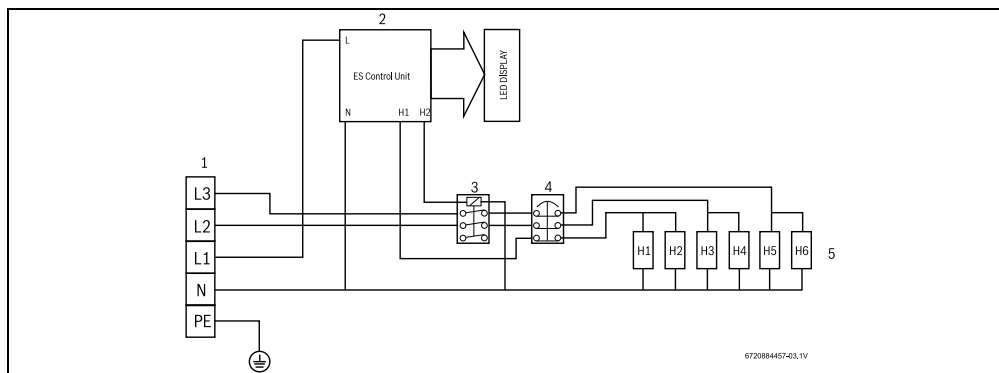 2
L
ES Control Unit
LED DISPLAY
N H1 H2
1
L3
L2
L1
N
PE
3
4
H1 H2 H3 H4 H5 H6
5
6720884457-03.1V